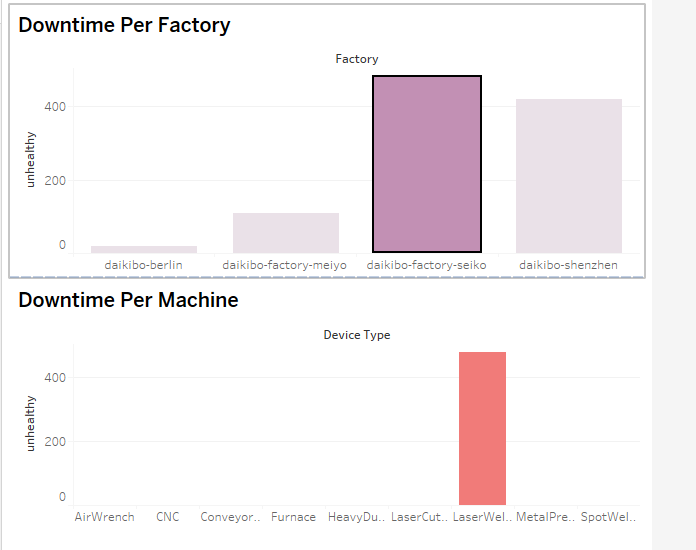 Downtime Per Factory
Factory
unhealthy
400
200
0
daikibo-berlin daikibo-factory-meiyo daikibo-factory-seiko daikibo-shenzhen
Downtime Per Machine
Device Type
unhealthy
400
200
0
AirWrench CNC Conveyor.. Furnace HeavyDu.. LaserCut.. LaserWel.. MetalPre.. SpotWel..